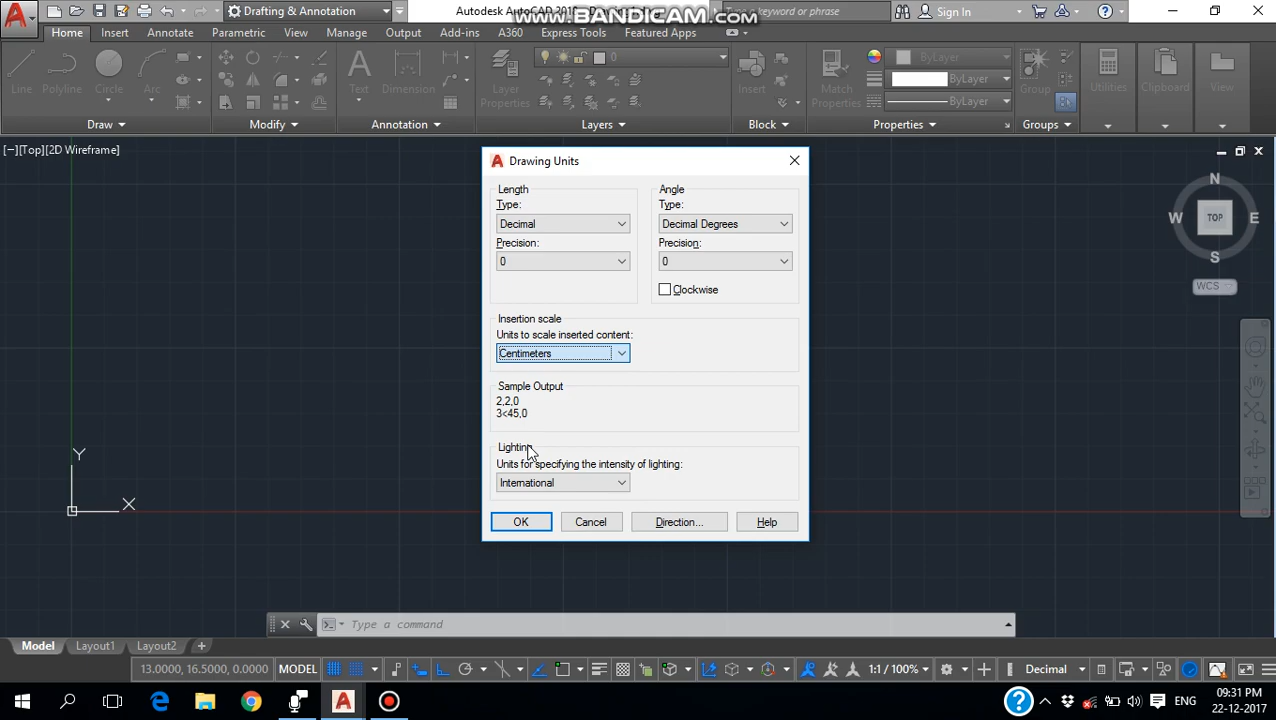 Drafting & Annotation
Autodesk AutoCAD 2018
www.BANDICAM.com
Type a keyword or phrase
Sign In
Home Insert Annotate Parametric View Manage Output Add-ins A360 Express Tools Featured Apps
Line Polyline Circle Arc
Text Dimension
Layer Properties
0
Insert
Match Properties
ByLayer
ByLayer
ByLayer
Group
Utilities
Clipboard
View
Draw Modify Annotation Layers Block Properties Groups
[−][Top][2D Wireframe]
Drawing Units
Length
Type:
Decimal
Precision:
0
Angle
Type:
Decimal Degrees
Precision:
0
Clockwise
Insertion scale
Units to scale inserted content:
Centimeters
Sample Output
2,2,0
3<45,0
Lighting
Units for specifying the intensity of lighting:
International
OK Cancel Direction... Help
N
W TOP E
S
WCS
Y
X
Type a command
Model Layout1 Layout2 +
13.0000, 16.5000, 0.0000 MODEL 1:1 / 100% Decimal
ENG
09:31 PM
22-12-2017